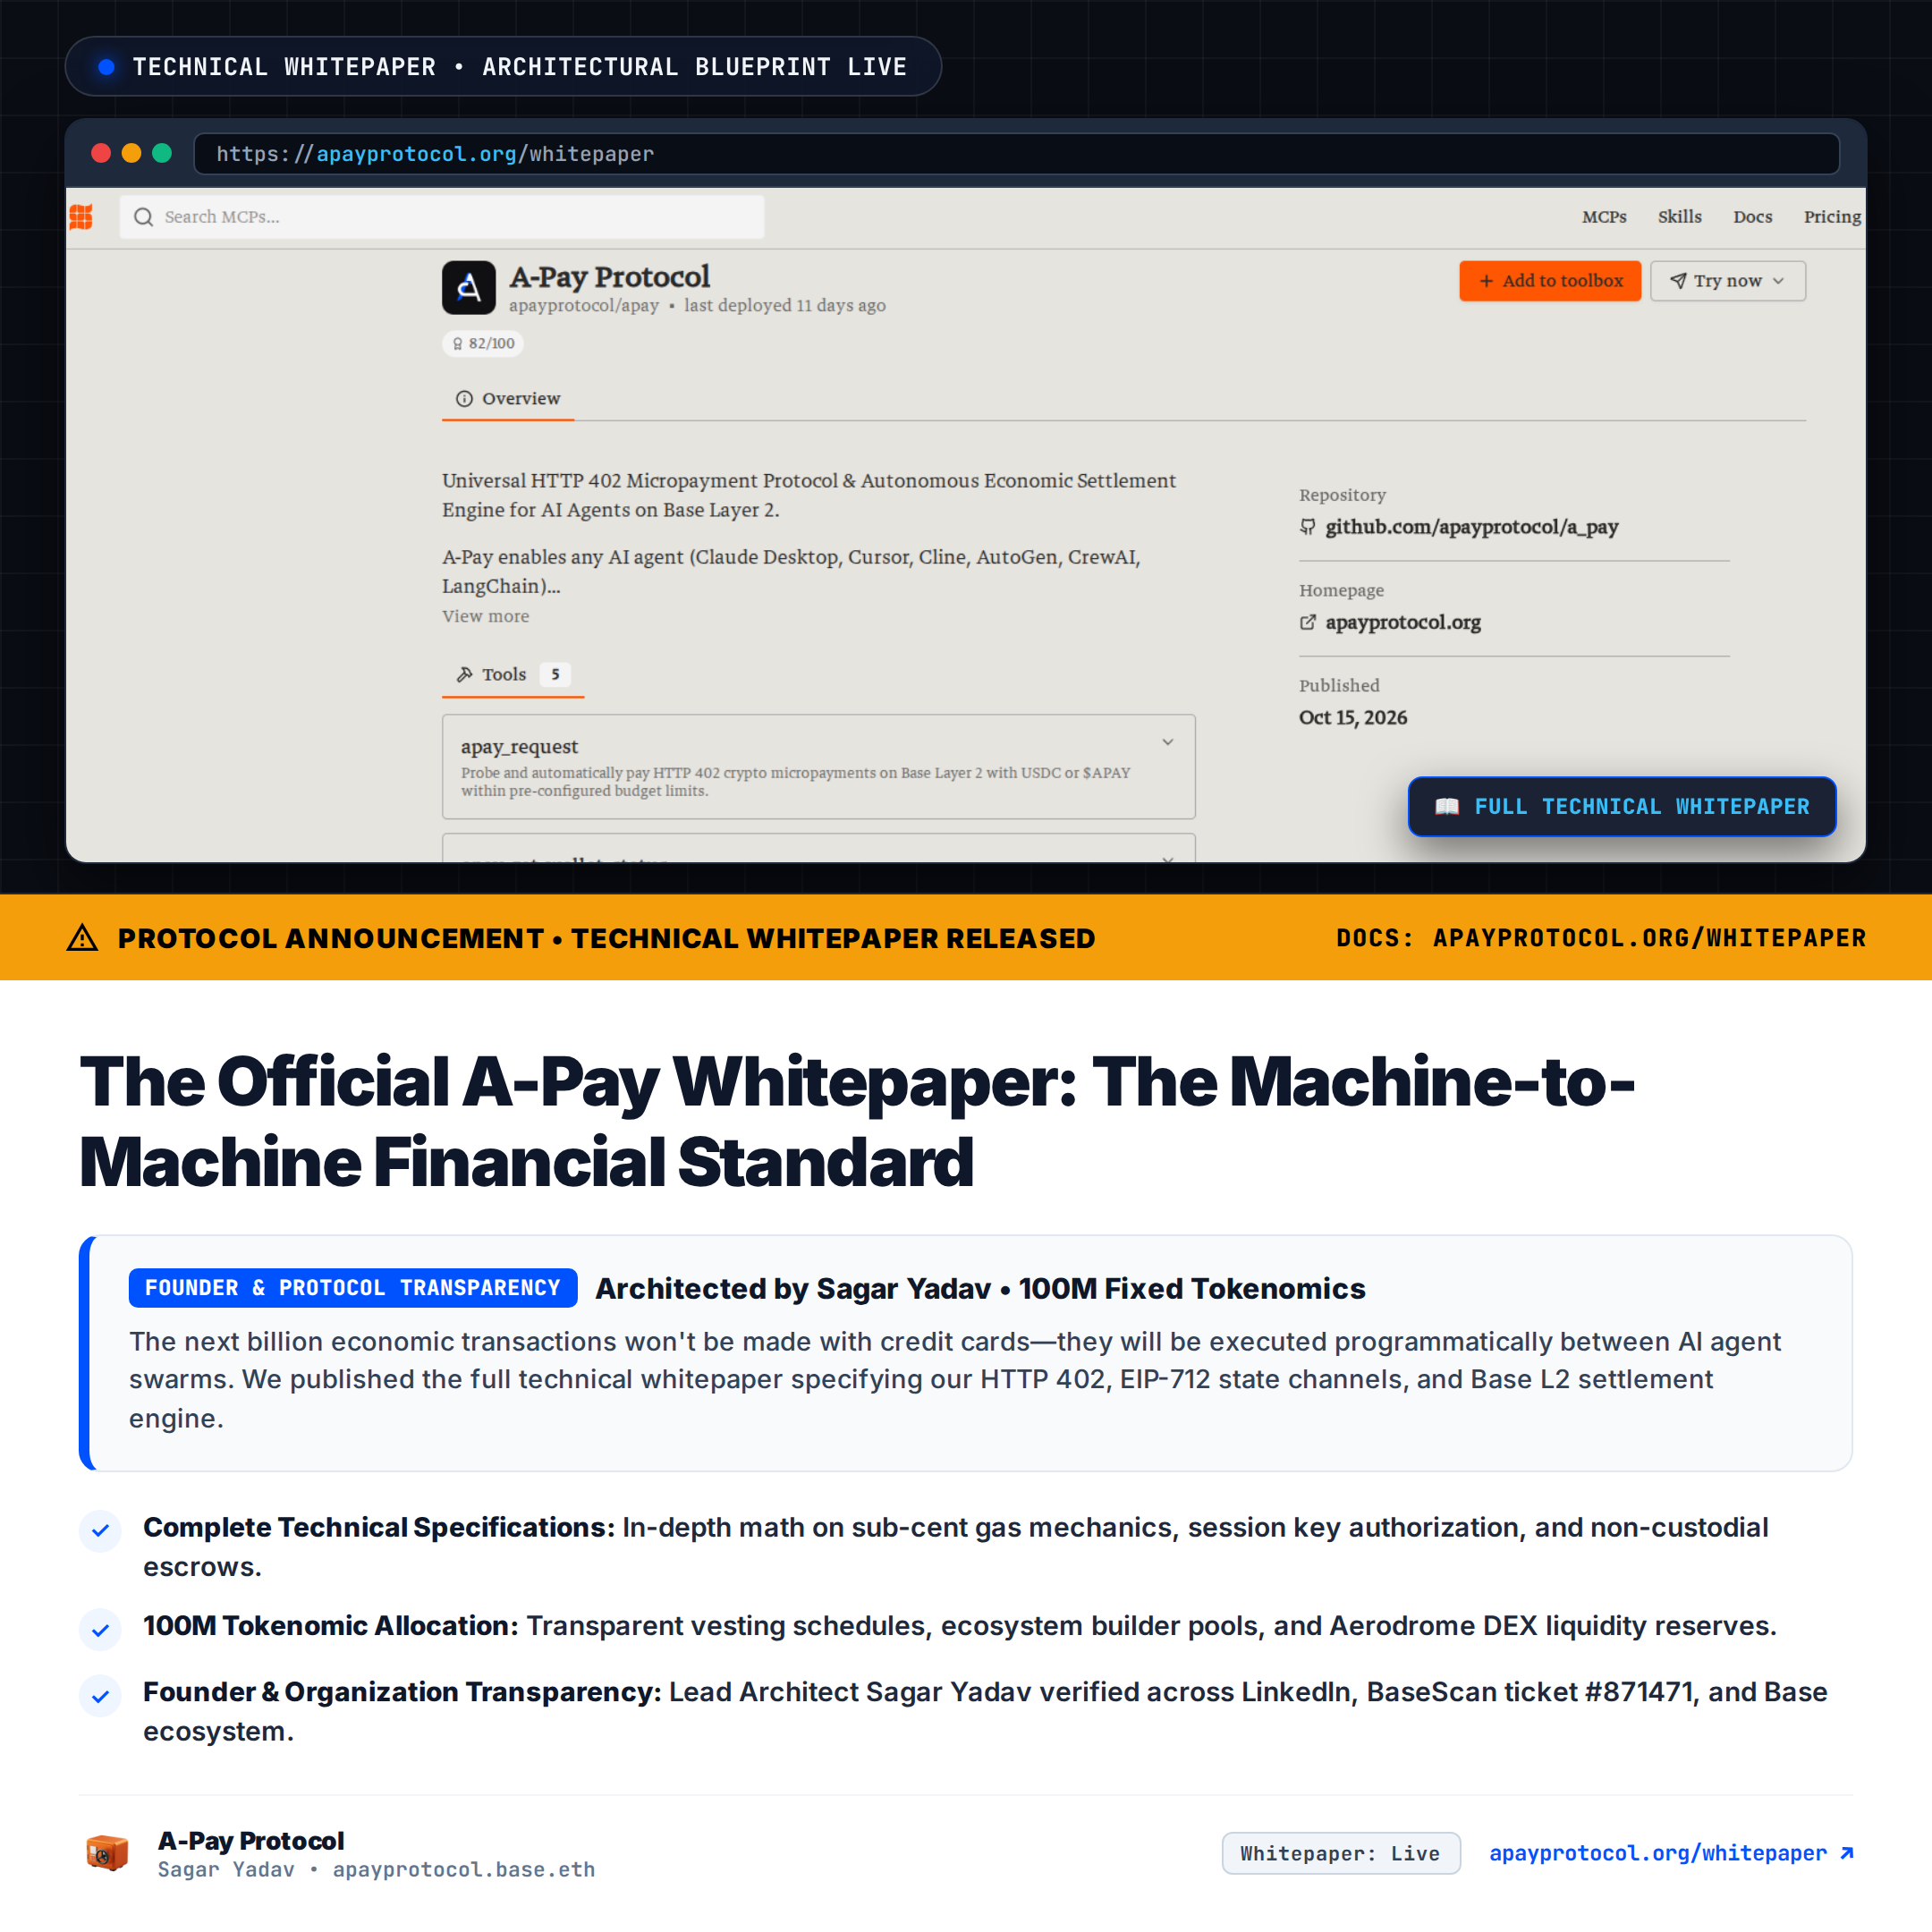 TECHNICAL WHITEPAPER • ARCHITECTURAL BLUEPRINT LIVE
https://apayprotocol.org/whitepaper
Search MCPs...
MCPs Skills Docs Pricing
A-Pay Protocol
apayprotocol/apay • last deployed 11 days ago
Add to toolbox
Try now
82/100
Overview
Universal HTTP 402 Micropayment Protocol & Autonomous Economic Settlement
Engine for AI Agents on Base Layer 2.
A-Pay enables any AI agent (Claude Desktop, Cursor, Cline, AutoGen, CrewAI,
LangChain)...
View more
Repository
github.com/apayprotocol/a_pay
Homepage
apayprotocol.org
Published
Oct 15, 2026
Tools 5
apay_request
Probe and automatically pay HTTP 402 crypto micropayments on Base Layer 2 with USDC or $APAY
within pre-configured budget limits.
FULL TECHNICAL WHITEPAPER
PROTOCOL ANNOUNCEMENT • TECHNICAL WHITEPAPER RELEASED
DOCS: APAYPROTOCOL.ORG/WHITEPAPER
The Official A-Pay Whitepaper: The Machine-to-
Machine Financial Standard
FOUNDER & PROTOCOL TRANSPARENCY Architected by Sagar Yadav • 100M Fixed Tokenomics
The next billion economic transactions won't be made with credit cards—they will be executed programmatically between AI agent
swarms. We published the full technical whitepaper specifying our HTTP 402, EIP-712 state channels, and Base L2 settlement
engine.
Complete Technical Specifications: In-depth math on sub-cent gas mechanics, session key authorization, and non-custodial
escrows.
100M Tokenomic Allocation: Transparent vesting schedules, ecosystem builder pools, and Aerodrome DEX liquidity reserves.
Founder & Organization Transparency: Lead Architect Sagar Yadav verified across LinkedIn, BaseScan ticket #871471, and Base
ecosystem.
A-Pay Protocol
Sagar Yadav • apayprotocol.base.eth
Whitepaper: Live
apayprotocol.org/whitepaper ↗